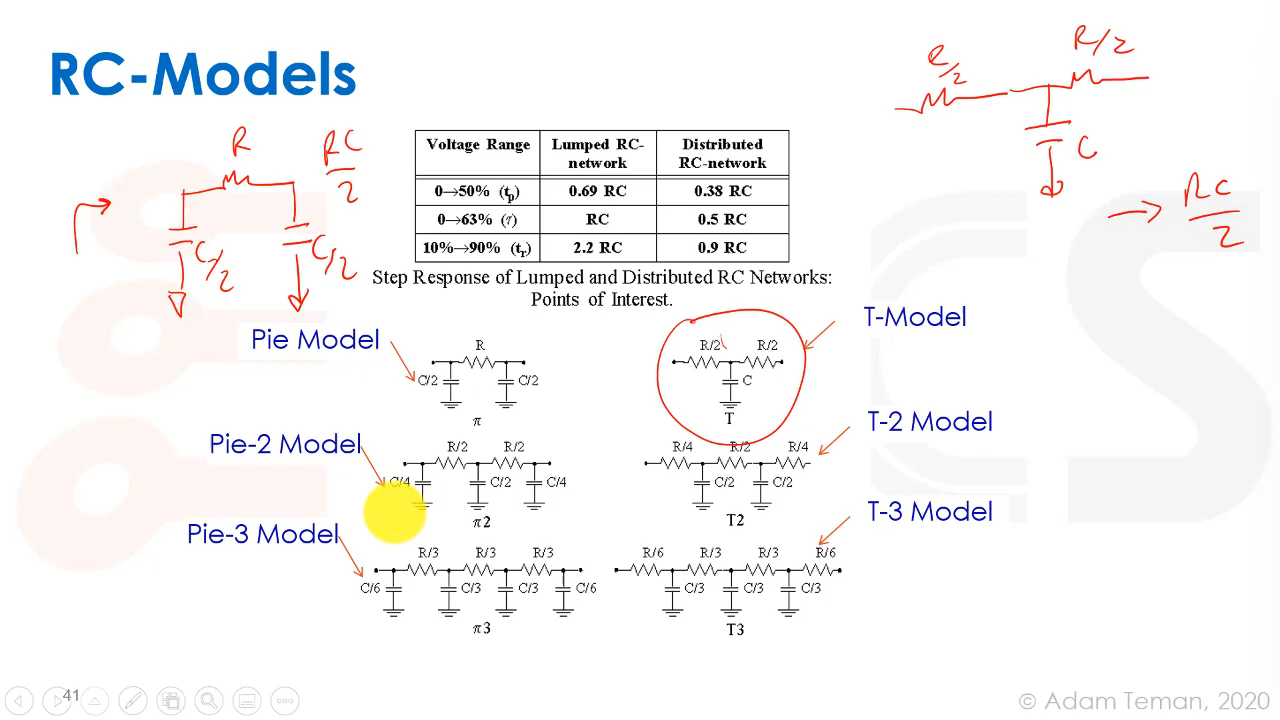 RC-Models
R
RC
2
C/2
C/2
R/2
R/2
C
RC
2
Voltage Range
Lumped RC-
network
Distributed
RC-network
0→50% (tp)
0.69 RC
0.38 RC
0→63% (τ)
RC
0.5 RC
10%→90% (tr)
2.2 RC
0.9 RC
Step Response of Lumped and Distributed RC Networks:
Points of Interest.
Pie Model
R
C/2
C/2
π
T-Model
R/2
R/2
C
T
Pie-2 Model
R/2
R/2
C/4
C/2
C/4
π2
T-2 Model
R/4
R/2
R/4
C/2
C/2
T2
Pie-3 Model
R/3
R/3
R/3
C/6
C/3
C/3
C/6
π3
T-3 Model
R/6
R/3
R/3
R/6
C/3
C/3
C/3
T3
41
© Adam Teman, 2020